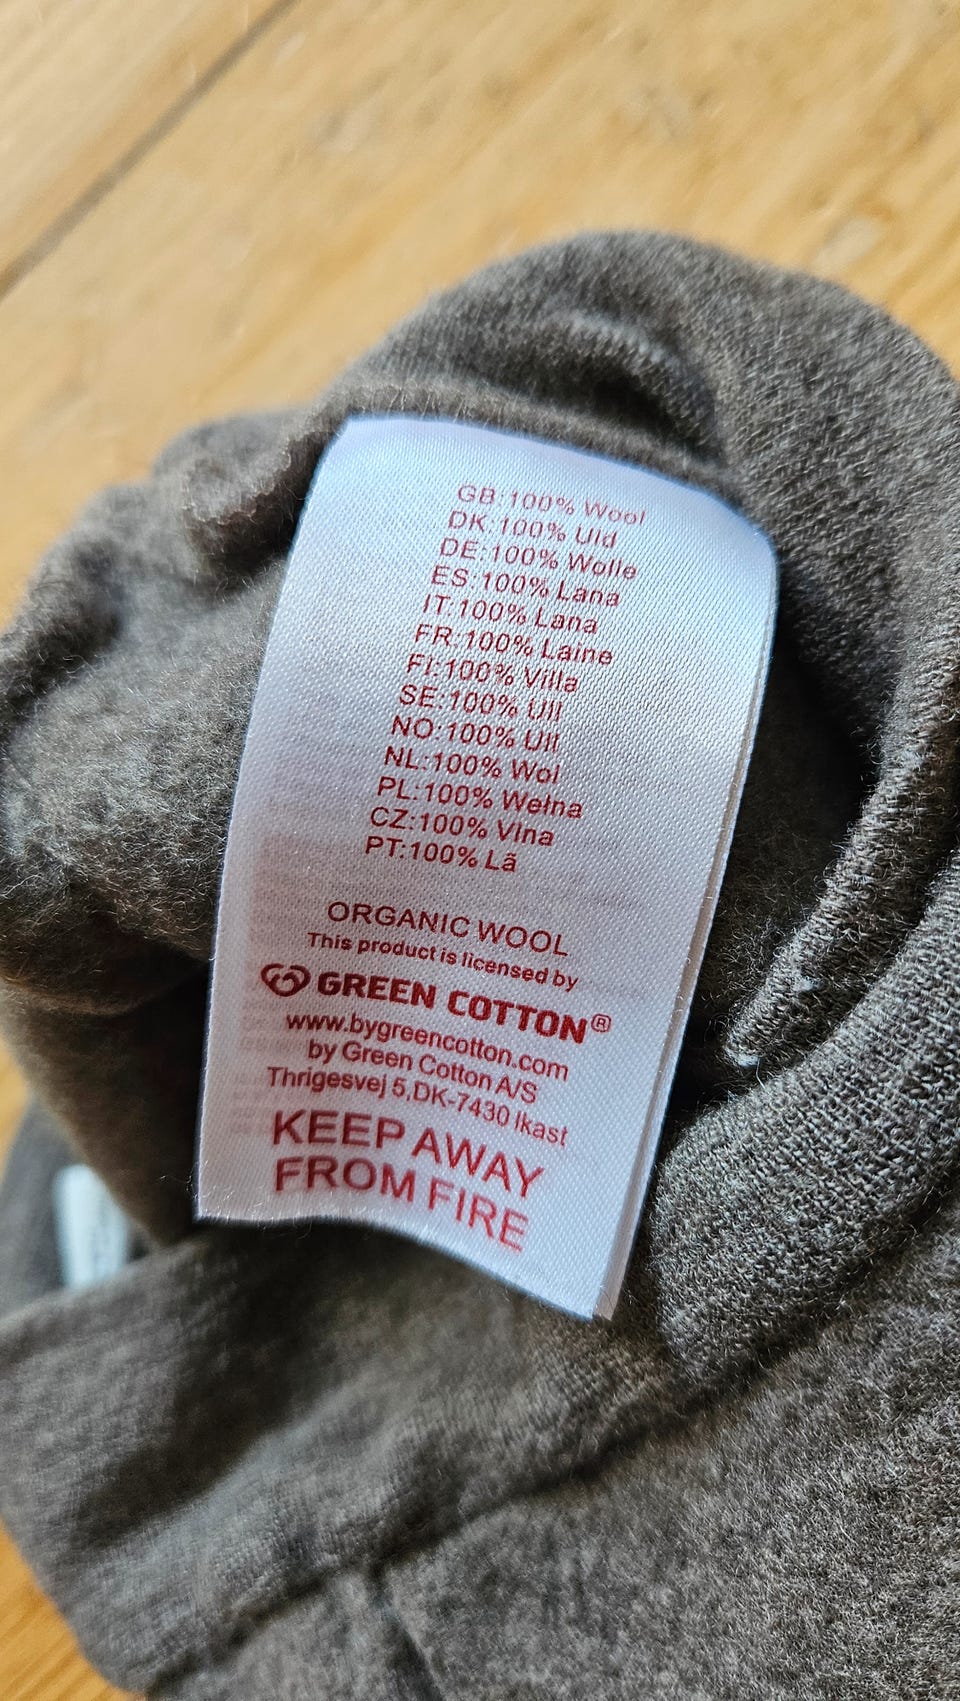 GB:100% Wool
DK:100% Uld
DE:100% Wolle
ES:100% Lana
IT:100% Lana
FR:100% Laine
FI:100% Villa
SE:100% Ull
NO:100% Ull
NL:100% Wol
PL:100% Wełna
CZ:100% Vlna
PT:100% Lã
ORGANIC WOOL
This product is licensed by
GREEN COTTON®
www.bygreencotton.com
by Green Cotton A/S
Thrigesvej 5,DK-7430 Ikast
KEEP AWAY
FROM FIRE